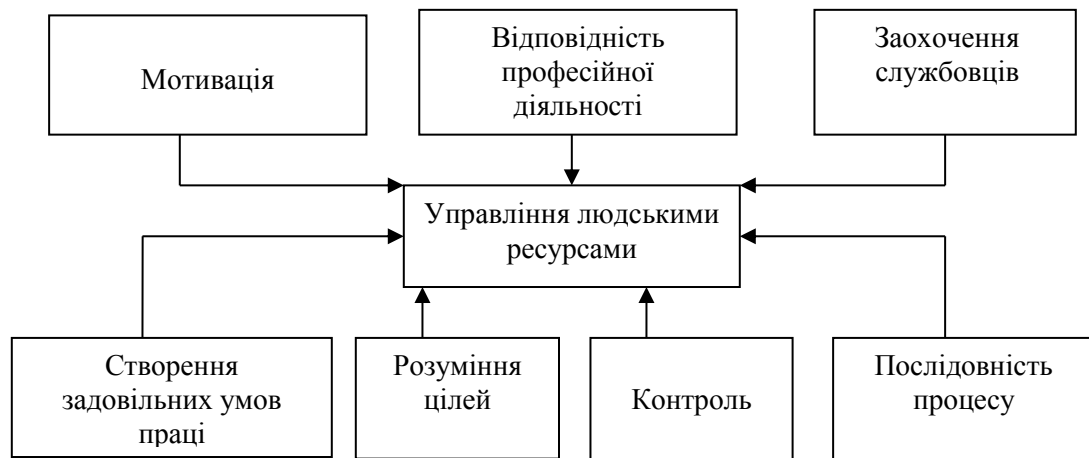 Мотивація
Відповідність
професійної
діяльності
Заохочення
службовців
Управління людськими
ресурсами
Створення
задовільних умов
праці
Розуміння
цілей
Контроль
Послідовність
процесу